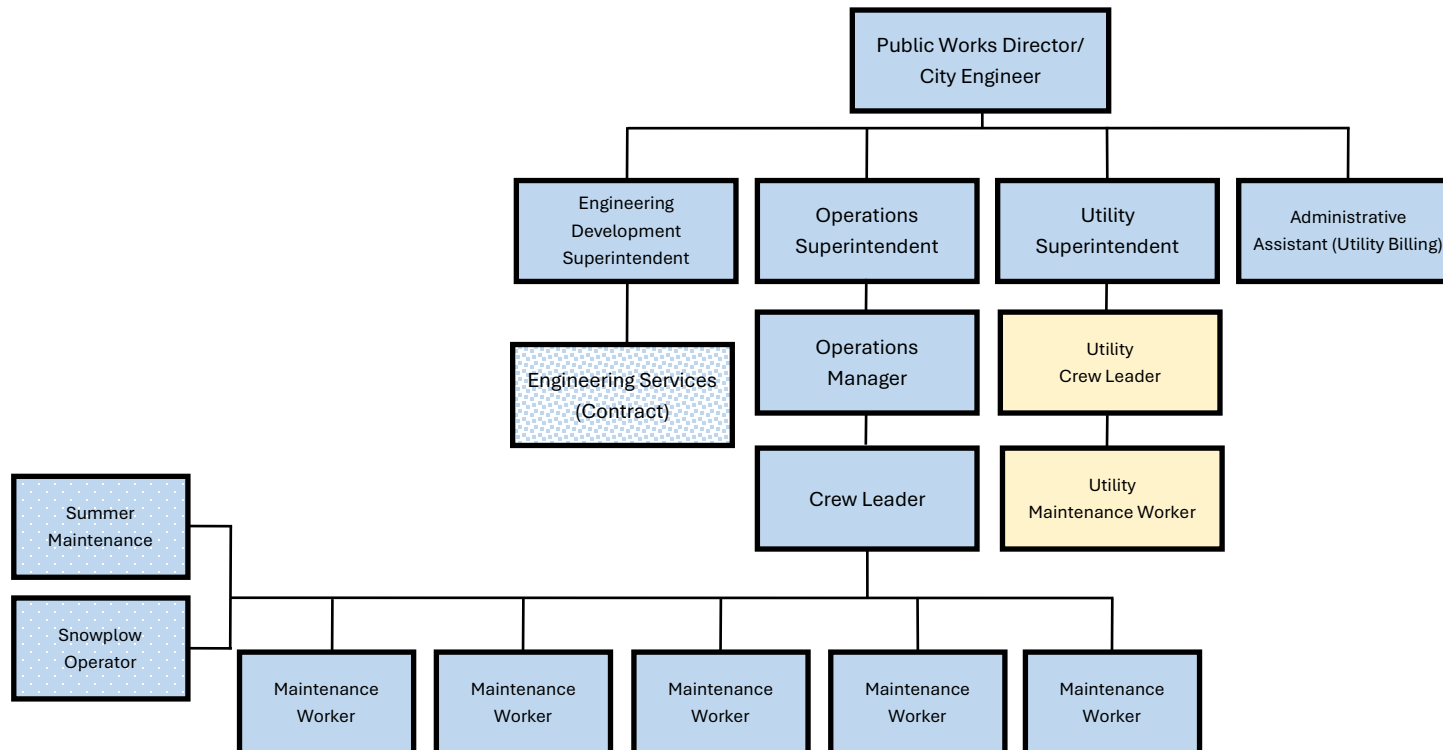 Public Works Director/
City Engineer
Engineering
Development
Superintendent
Operations
Superintendent
Utility
Superintendent
Administrative
Assistant (Utility Billing)
Engineering Services
(Contract)
Operations
Manager
Utility
Crew Leader
Crew Leader
Utility
Maintenance Worker
Summer
Maintenance
Snowplow
Operator
Maintenance
Worker
Maintenance
Worker
Maintenance
Worker
Maintenance
Worker
Maintenance
Worker